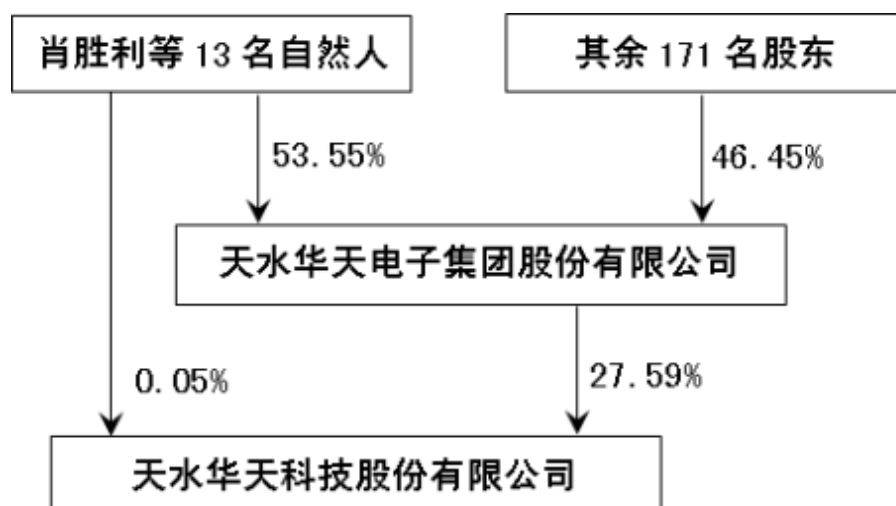 肖胜利等 13 名自然人
其余 171 名股东
53.55%
46.45%
天水华天电子集团股份有限公司
0.05%
27.59%
天水华天科技股份有限公司